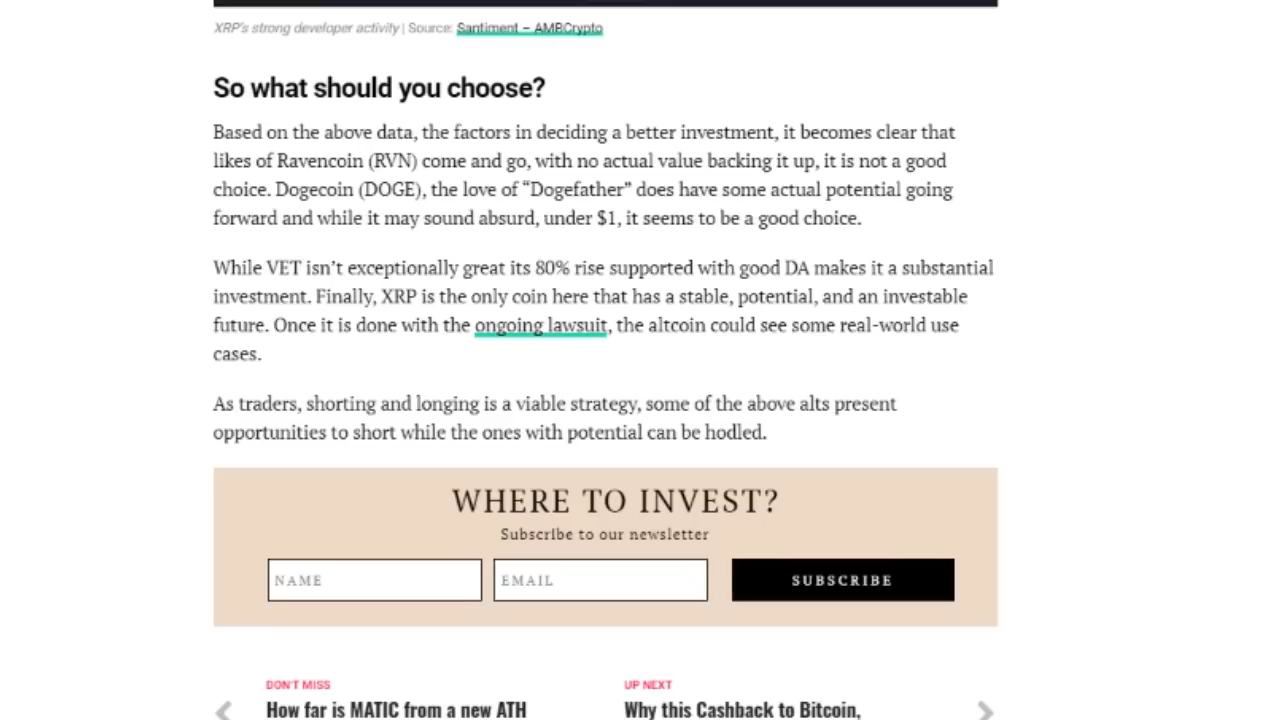 XRP's strong developer activity | Source: Santiment – AMBCrypto
So what should you choose?
Based on the above data, the factors in deciding a better investment, it becomes clear that
likes of Ravencoin (RVN) come and go, with no actual value backing it up, it is not a good
choice. Dogecoin (DOGE), the love of “Dogefather” does have some actual potential going
forward and while it may sound absurd, under $1, it seems to be a good choice.
While VET isn’t exceptionally great its 80% rise supported with good DA makes it a substantial
investment. Finally, XRP is the only coin here that has a stable, potential, and an investable
future. Once it is done with the ongoing lawsuit, the altcoin could see some real-world use
cases.
As traders, shorting and longing is a viable strategy, some of the above alts present
opportunities to short while the ones with potential can be hodled.
WHERE TO INVEST?
Subscribe to our newsletter
NAME
EMAIL
SUBSCRIBE
DON'T MISS
How far is MATIC from a new ATH
UP NEXT
Why this Cashback to Bitcoin,